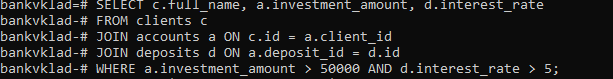 bankvklad=# SELECT c.full_name, a.investment_amount, d.interest_rate
bankvklad-# FROM clients c
bankvklad-# JOIN accounts a ON c.id = a.client_id
bankvklad-# JOIN deposits d ON a.deposit_id = d.id
bankvklad-# WHERE a.investment_amount > 50000 AND d.interest_rate > 5;